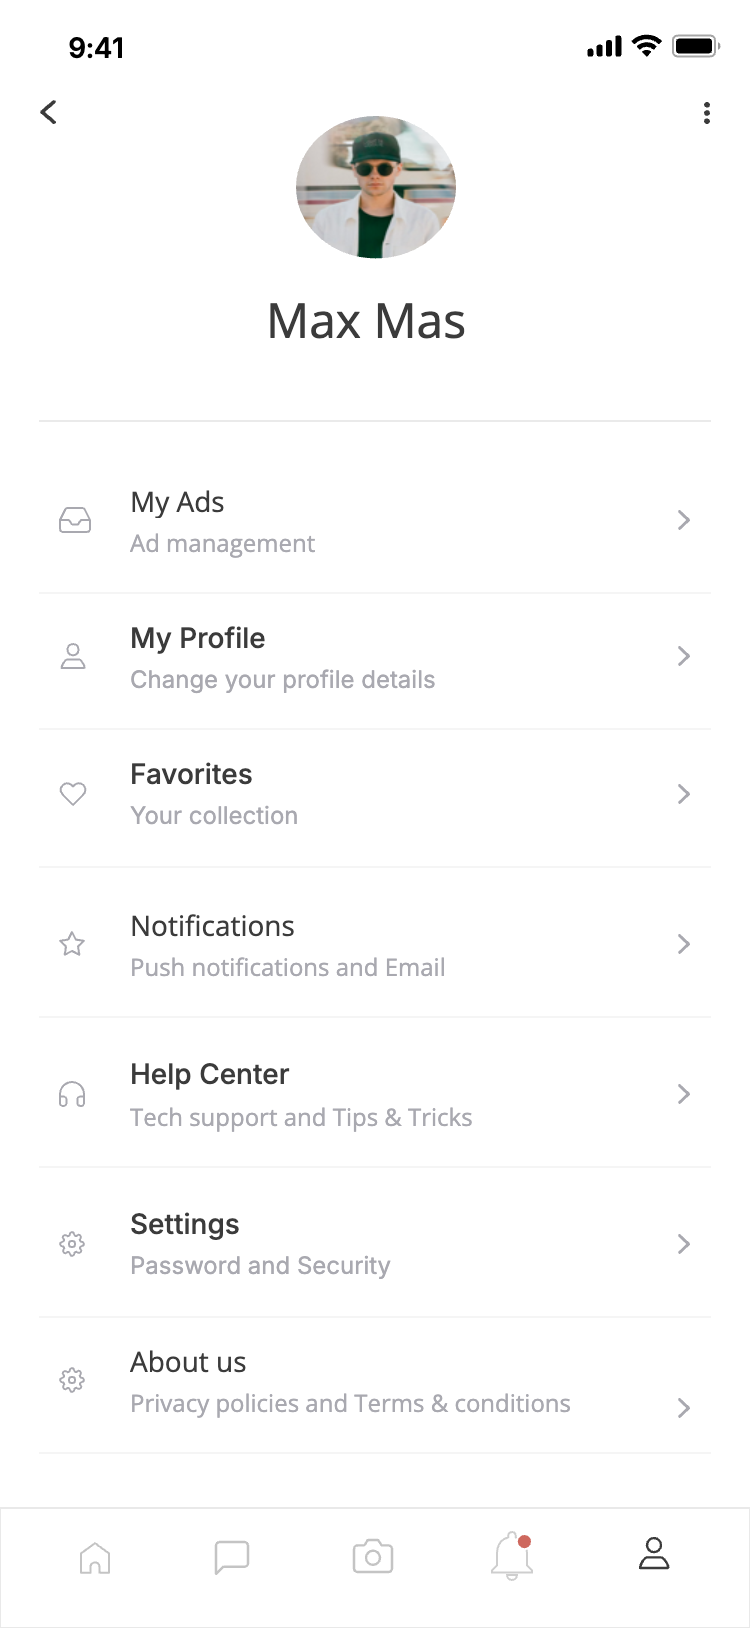 9:41
Max Mas
My Ads
Ad management
My Profile
Change your profile details
Favorites
Your collection
Notifications
Push notifications and Email
Help Center
Tech support and Tips & Tricks
Settings
Password and Security
About us
Privacy policies and Terms & conditions